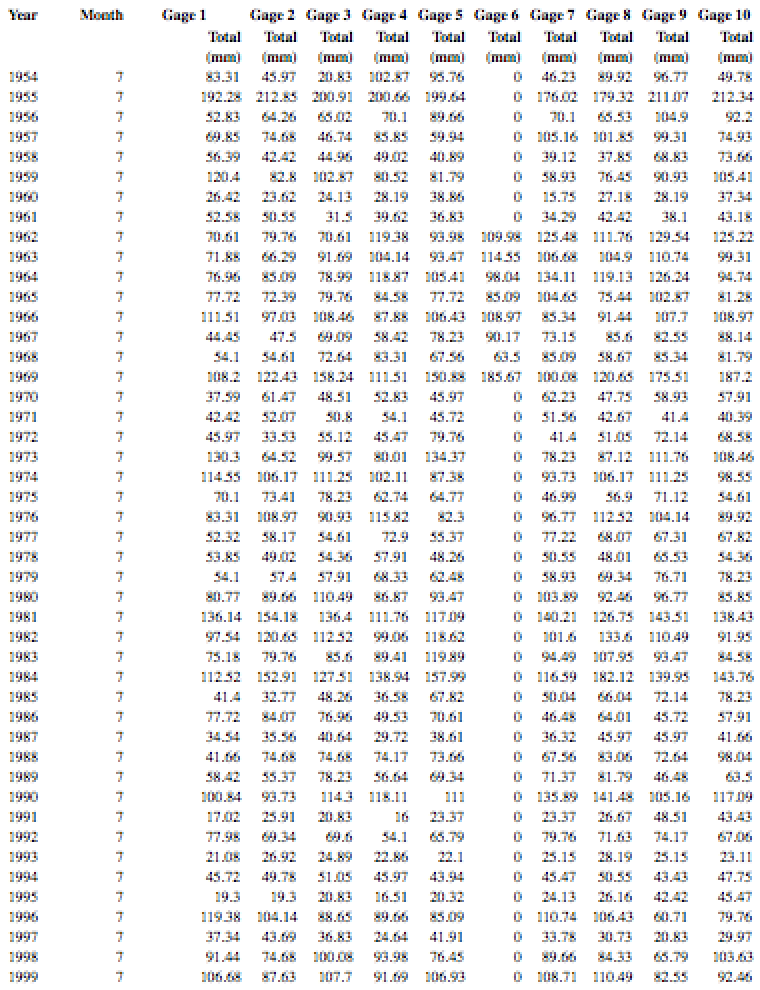 Year Month Gage 1 Gage 2 Gage 3 Gage 4 Gage 5 Gage 6 Gage 7 Gage 8 Gage 9 Gage 10
Total Total Total Total Total Total Total Total Total Total
(mm) (mm) (mm) (mm) (mm) (mm) (mm) (mm) (mm) (mm)
1954 7 83.31 45.97 20.83 102.87 95.76 0 46.23 89.92 96.77 49.78
1955 7 192.28 212.85 200.91 200.66 199.64 0 176.02 179.32 211.07 212.34
1956 7 52.83 64.26 65.02 70.1 89.66 0 70.1 65.53 104.9 92.2
1957 7 69.85 74.68 46.74 85.85 59.94 0 105.16 101.85 99.31 74.93
1958 7 56.39 42.42 44.96 49.02 40.89 0 39.12 37.85 68.83 73.66
1959 7 120.4 82.8 102.87 80.52 81.79 0 58.93 76.45 90.93 105.41
1960 7 26.42 23.62 24.13 28.19 38.86 0 15.75 27.18 28.19 37.34
1961 7 52.58 50.55 31.5 39.62 36.83 0 34.29 42.42 38.1 43.18
1962 7 70.61 79.76 70.61 119.38 93.98 109.98 125.48 111.76 129.54 125.22
1963 7 71.88 66.29 91.69 104.14 93.47 114.55 106.68 104.9 110.74 99.31
1964 7 76.96 85.09 78.99 118.87 105.41 98.04 134.11 119.13 126.24 94.74
1965 7 77.72 72.39 79.76 84.58 77.72 85.09 104.65 75.44 102.87 81.28
1966 7 111.51 97.03 108.46 87.88 106.43 108.97 85.34 91.44 107.7 108.97
1967 7 44.45 47.5 69.09 58.42 78.23 90.17 73.15 85.6 82.55 88.14
1968 7 54.1 54.61 72.64 83.31 67.56 63.5 85.09 58.67 85.34 81.79
1969 7 108.2 122.43 158.24 111.51 150.88 185.67 100.08 120.65 175.51 187.2
1970 7 37.59 61.47 48.51 52.83 45.97 0 62.23 47.75 58.93 57.91
1971 7 42.42 52.07 50.8 54.1 45.72 0 51.56 42.67 41.4 40.39
1972 7 45.97 33.53 55.12 45.47 79.76 0 41.4 51.05 72.14 68.58
1973 7 130.3 64.52 99.57 80.01 134.37 0 78.23 87.12 111.76 108.46
1974 7 114.55 106.17 111.25 102.11 87.38 0 93.73 106.17 111.25 98.55
1975 7 70.1 73.41 78.23 62.74 64.77 0 46.99 56.9 71.12 54.61
1976 7 83.31 108.97 90.93 115.82 82.3 0 96.77 112.52 104.14 89.92
1977 7 52.32 58.17 54.61 72.9 55.37 0 77.22 68.07 67.31 67.82
1978 7 53.85 49.02 54.36 57.91 48.26 0 50.55 48.01 65.53 54.36
1979 7 54.1 57.4 57.91 68.33 62.48 0 58.93 69.34 76.71 78.23
1980 7 80.77 89.66 110.49 86.87 93.47 0 103.89 92.46 96.77 85.85
1981 7 136.14 154.18 136.4 111.76 117.09 0 140.21 126.75 143.51 138.43
1982 7 97.54 120.65 112.52 99.06 118.62 0 101.6 133.6 110.49 91.95
1983 7 75.18 79.76 85.6 89.41 119.89 0 94.49 107.95 93.47 84.58
1984 7 112.52 152.91 127.51 138.94 157.99 0 116.59 182.12 139.95 143.76
1985 7 41.4 32.77 48.26 36.58 67.82 0 50.04 66.04 72.14 78.23
1986 7 77.72 84.07 76.96 49.53 70.61 0 46.48 64.01 45.72 57.91
1987 7 34.54 35.56 40.64 29.72 38.61 0 36.32 45.97 45.97 41.66
1988 7 41.66 74.68 74.68 74.17 73.66 0 67.56 83.06 72.64 98.04
1989 7 58.42 55.37 78.23 56.64 69.34 0 71.37 81.79 46.48 63.5
1990 7 100.84 93.73 114.3 118.11 111 0 135.89 141.48 105.16 117.09
1991 7 17.02 25.91 20.83 16 23.37 0 23.37 26.67 48.51 43.43
1992 7 77.98 69.34 69.6 54.1 65.79 0 79.76 71.63 74.17 67.06
1993 7 21.08 26.92 24.89 22.86 22.1 0 25.15 28.19 25.15 23.11
1994 7 45.72 49.78 51.05 45.97 43.94 0 45.47 50.55 43.43 47.75
1995 7 19.3 19.3 20.83 16.51 20.32 0 24.13 26.16 42.42 45.47
1996 7 119.38 104.14 88.65 89.66 85.09 0 110.74 106.43 60.71 79.76
1997 7 37.34 43.69 36.83 24.64 41.91 0 33.78 30.73 20.83 29.97
1998 7 91.44 74.68 100.08 93.98 76.45 0 89.66 84.33 65.79 103.63
1999 7 106.68 87.63 107.7 91.69 106.93 0 108.71 110.49 82.55 92.46